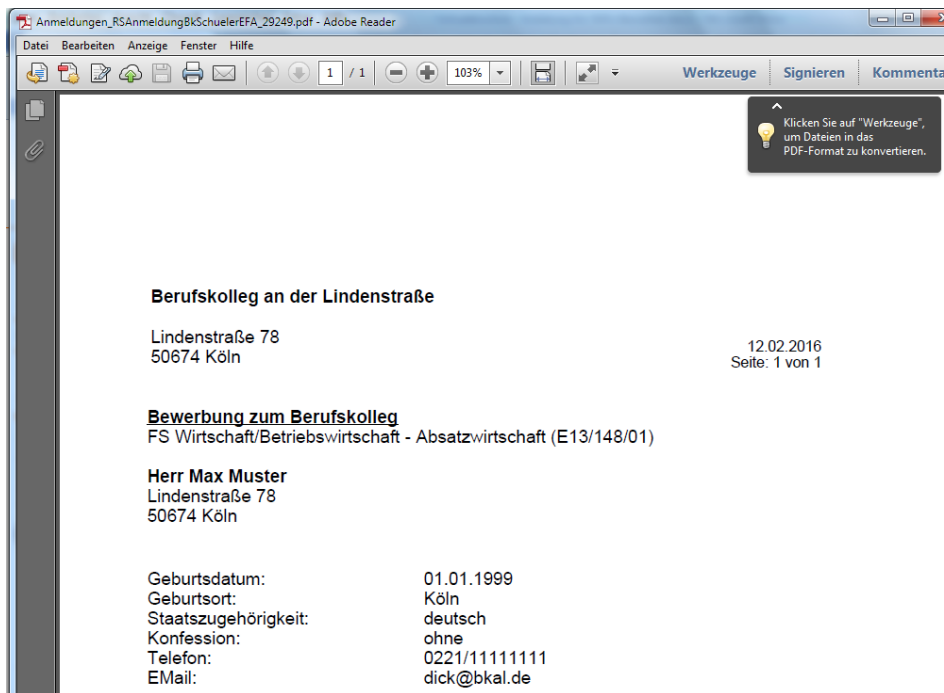 Anmeldungen_RSAnmeldungBkSchuelerEFA_29249.pdf - Adobe Reader
Datei Bearbeiten Anzeige Fenster Hilfe
1 / 1 103% Werkzeuge Signieren Kommenta
Klicken Sie auf "Werkzeuge",
um Dateien in das
PDF-Format zu konvertieren.
Berufskolleg an der Lindenstraße
Lindenstraße 78
50674 Köln
12.02.2016
Seite: 1 von 1
Bewerbung zum Berufskolleg
FS Wirtschaft/Betriebswirtschaft - Absatzwirtschaft (E13/148/01)
Herr Max Muster
Lindenstraße 78
50674 Köln
Geburtsdatum: 01.01.1999
Geburtsort: Köln
Staatszugehörigkeit: deutsch
Konfession: ohne
Telefon: 0221/11111111
EMail: dick@bkal.de